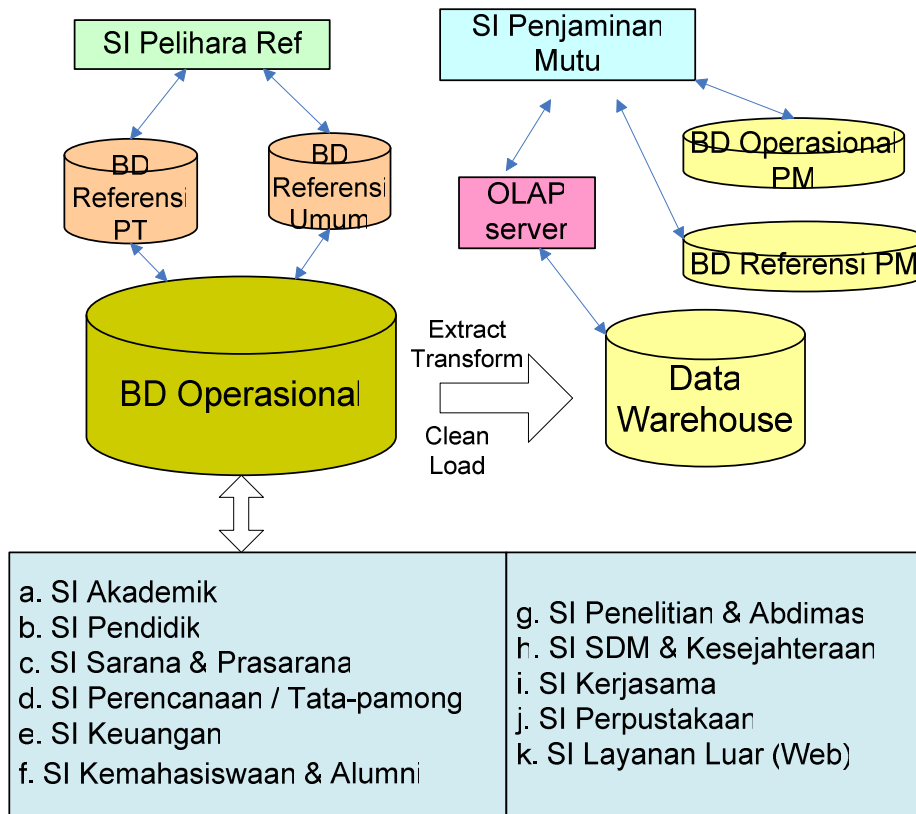 SI Pelihara Ref
SI Penjaminan
Mutu
BD
Referensi
PT
BD
Referensi
Umum
OLAP
server
BD Operasional
PM
BD Referensi PM
BD Operasional
Extract
Transform
Clean
Load
Data
Warehouse
a. SI Akademik
b. SI Pendidik
c. SI Sarana & Prasarana
d. SI Perencanaan / Tata-pamong
e. SI Keuangan
f. SI Kemahasiswaan & Alumni
g. SI Penelitian & Abdimas
h. SI SDM & Kesejahteraan
i. SI Kerjasama
j. SI Perpustakaan
k. SI Layanan Luar (Web)